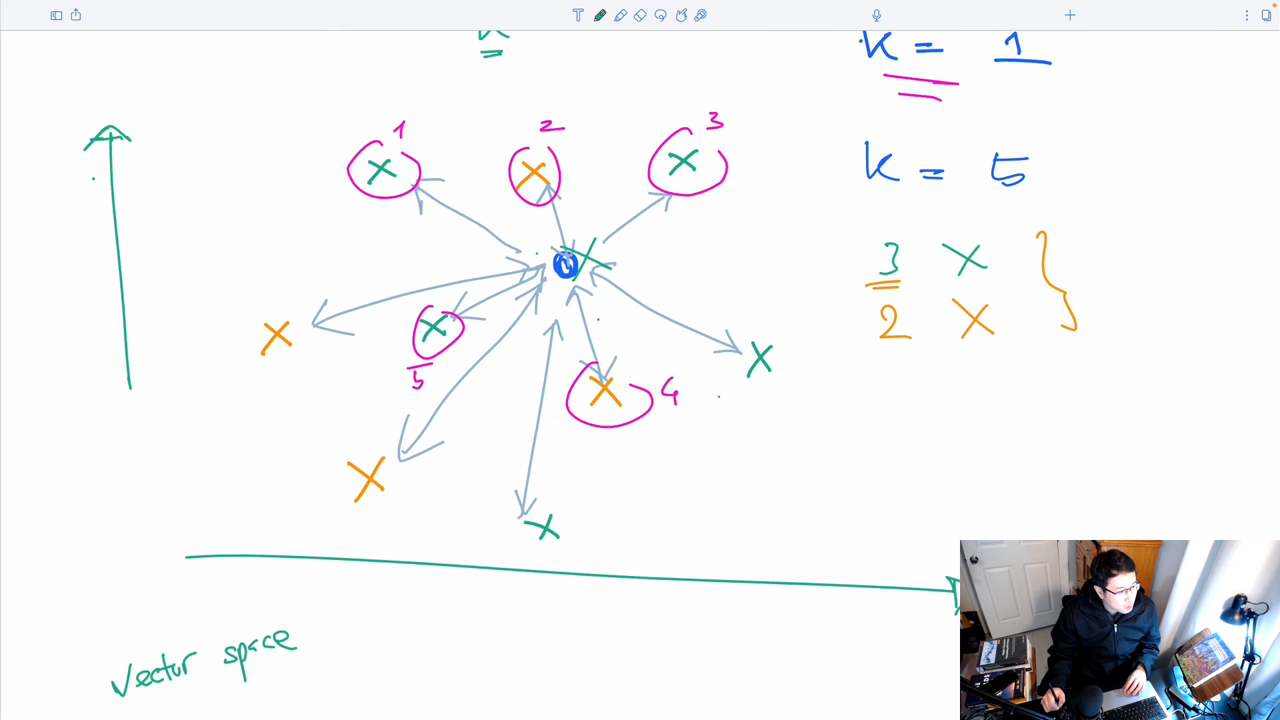 k
k = 1
1 2 3
k = 5
3 X
2 X
5
4
vector space